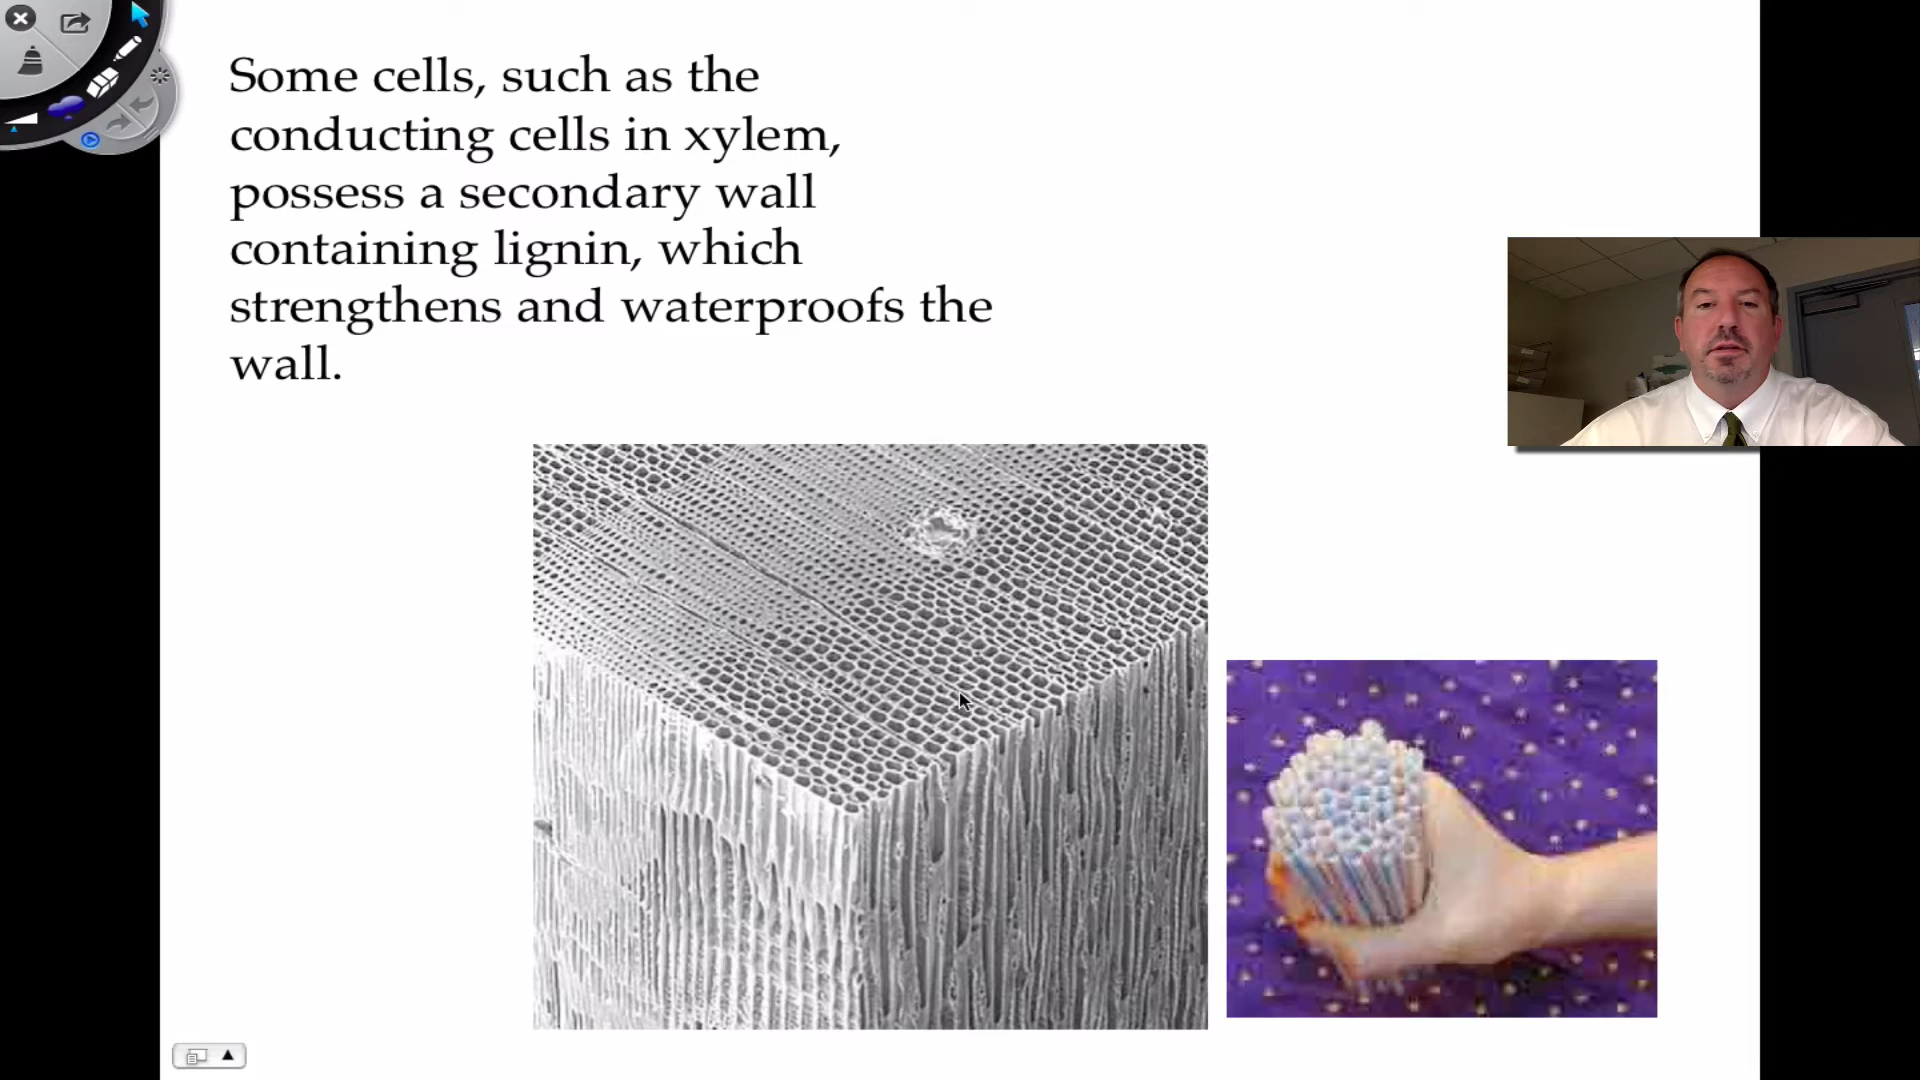 Some cells, such as the
conducting cells in xylem,
possess a secondary wall
containing lignin, which
strengthens and waterproofs the
wall.